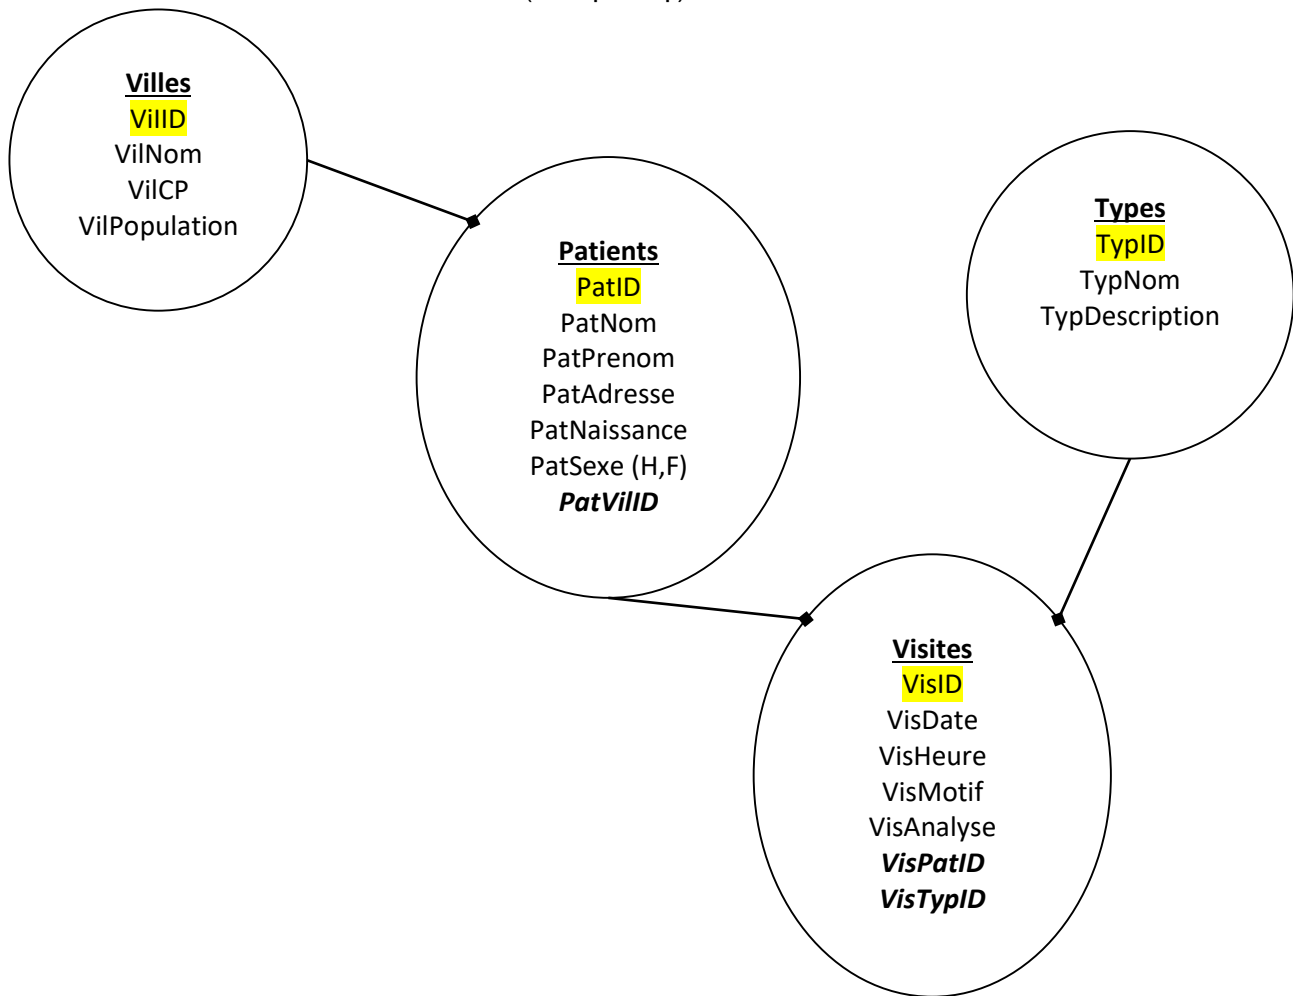 Villes
VilID
VilNom
VilCP
VilPopulation
Patients
PatID
PatNom
PatPrenom
PatAdresse
PatNaissance
PatSexe (H,F)
PatVilID
Types
TypID
TypNom
TypDescription
Visites
VisID
VisDate
VisHeure
VisMotif
VisAnalyse
VisPatID
VisTypID